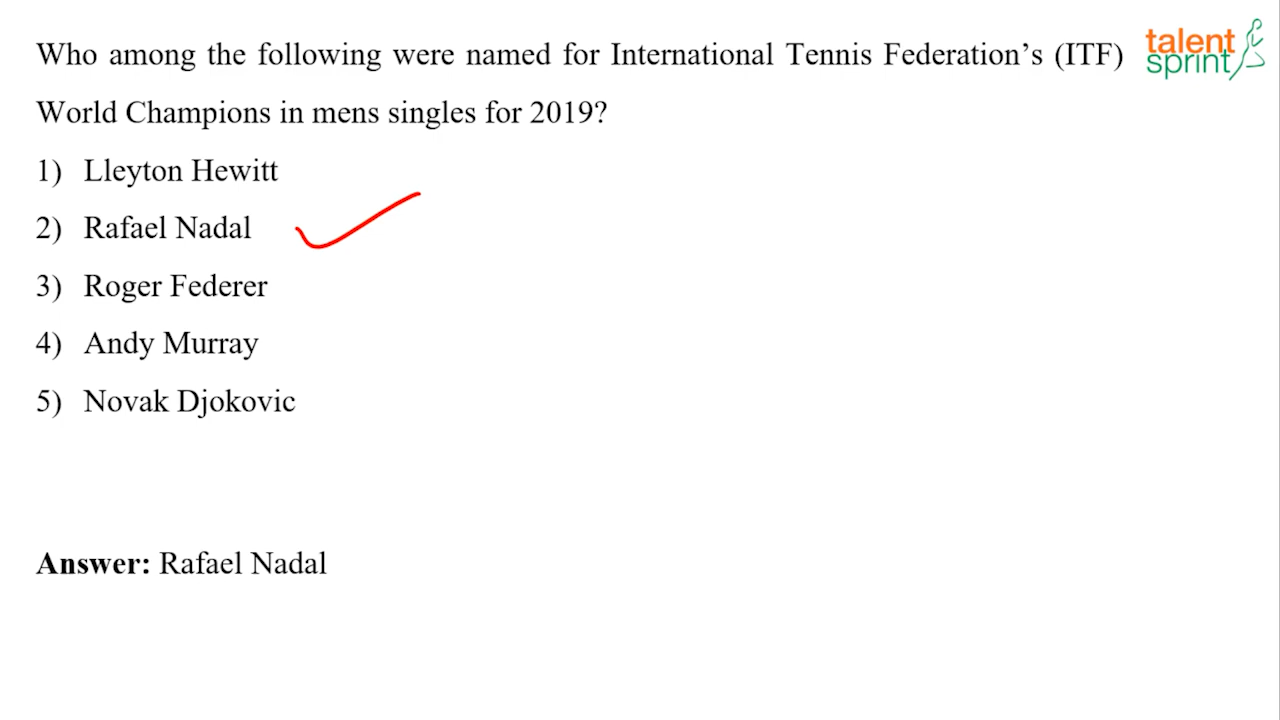 Who among the following were named for International Tennis Federation’s (ITF)
World Champions in mens singles for 2019?
1) Lleyton Hewitt
2) Rafael Nadal
3) Roger Federer
4) Andy Murray
5) Novak Djokovic
Answer: Rafael Nadal
talent
sprint